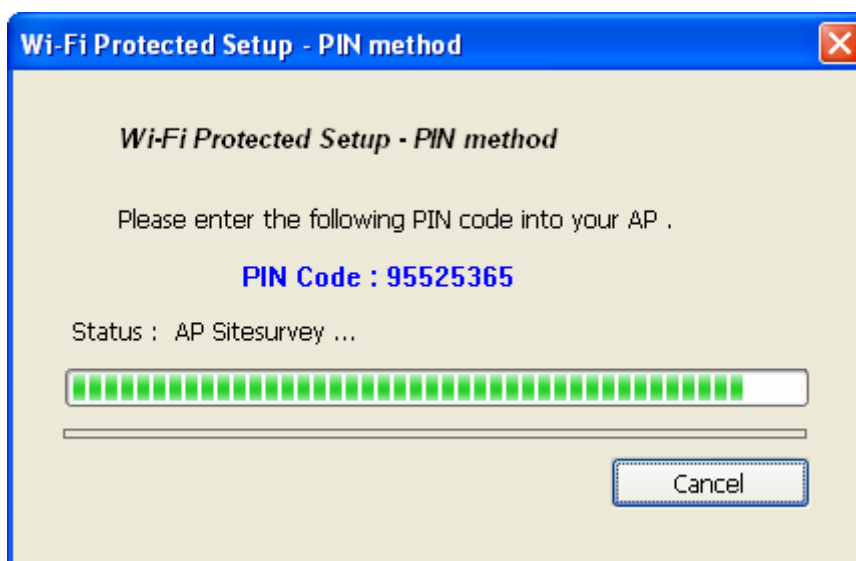 Wi-Fi Protected Setup - PIN method
Wi-Fi Protected Setup - PIN method
Please enter the following PIN code into your AP .
PIN Code : 95525365
Status :  AP Sitesurvey ...
Cancel